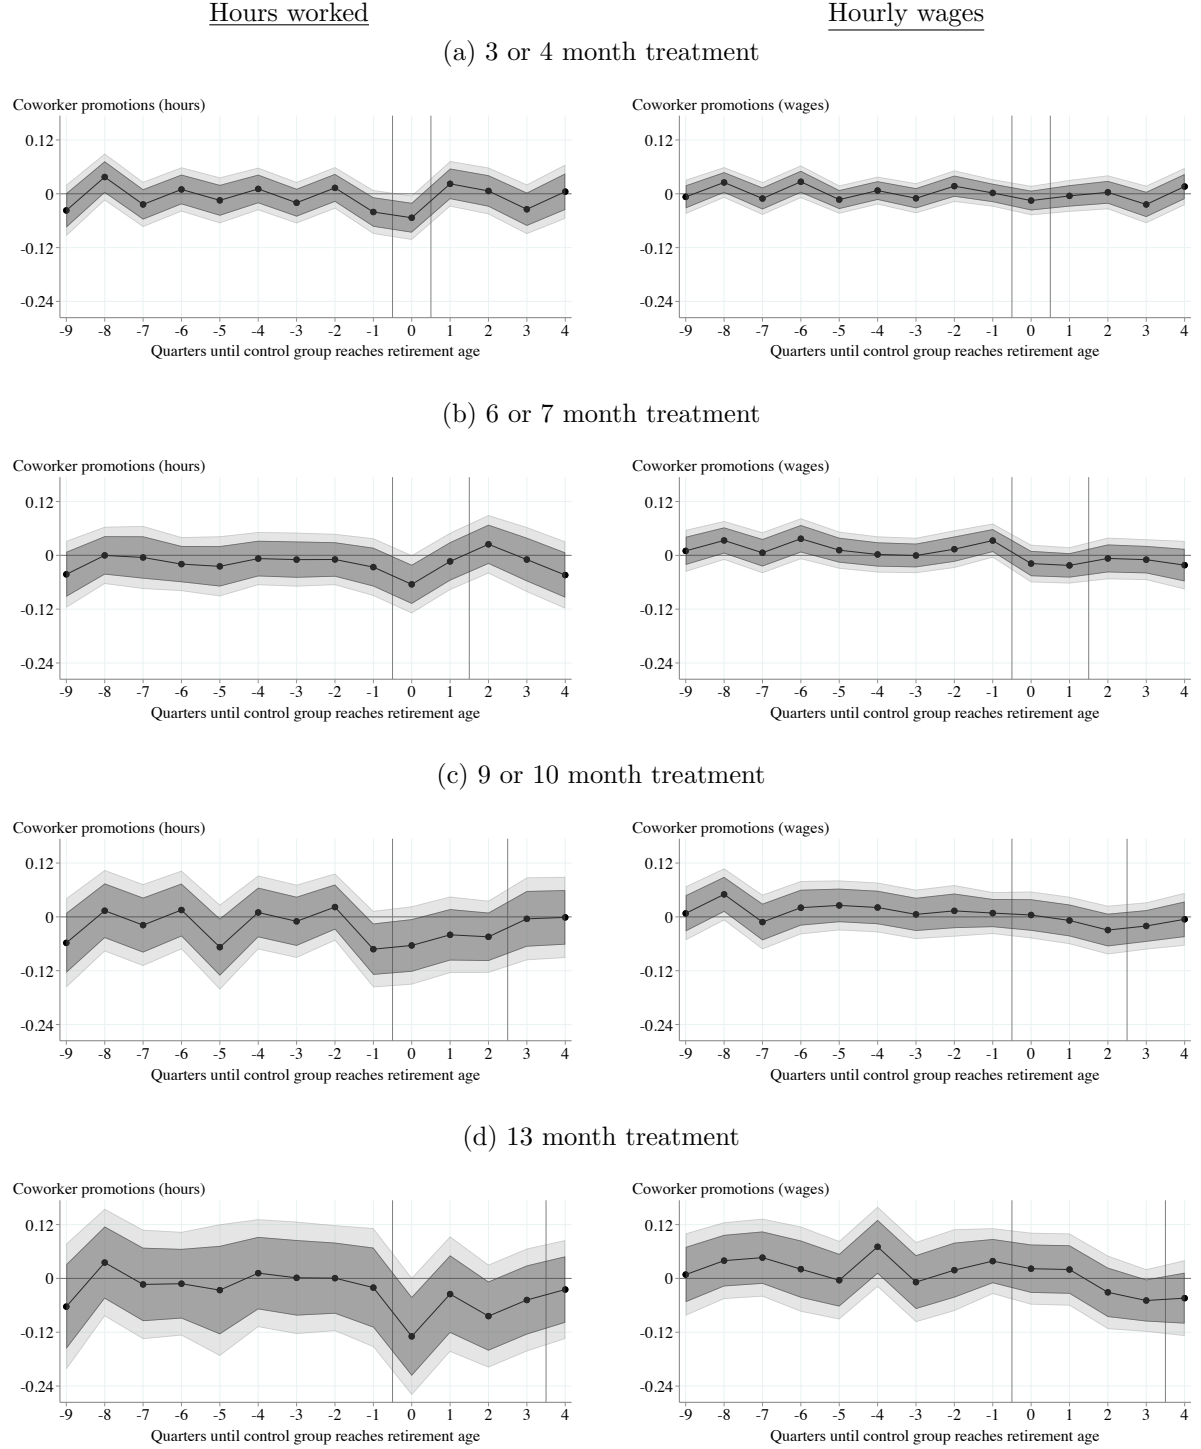 Hours worked Hourly wages
(a) 3 or 4 month treatment
Coworker promotions (hours)
0.12
0
-0.12
-0.24
-9 -8 -7 -6 -5 -4 -3 -2 -1 0 1 2 3 4
Quarters until control group reaches retirement age
Coworker promotions (wages)
0.12
0
-0.12
-0.24
-9 -8 -7 -6 -5 -4 -3 -2 -1 0 1 2 3 4
Quarters until control group reaches retirement age
(b) 6 or 7 month treatment
Coworker promotions (hours)
0.12
0
-0.12
-0.24
-9 -8 -7 -6 -5 -4 -3 -2 -1 0 1 2 3 4
Quarters until control group reaches retirement age
Coworker promotions (wages)
0.12
0
-0.12
-0.24
-9 -8 -7 -6 -5 -4 -3 -2 -1 0 1 2 3 4
Quarters until control group reaches retirement age
(c) 9 or 10 month treatment
Coworker promotions (hours)
0.12
0
-0.12
-0.24
-9 -8 -7 -6 -5 -4 -3 -2 -1 0 1 2 3 4
Quarters until control group reaches retirement age
Coworker promotions (wages)
0.12
0
-0.12
-0.24
-9 -8 -7 -6 -5 -4 -3 -2 -1 0 1 2 3 4
Quarters until control group reaches retirement age
(d) 13 month treatment
Coworker promotions (hours)
0.12
0
-0.12
-0.24
-9 -8 -7 -6 -5 -4 -3 -2 -1 0 1 2 3 4
Quarters until control group reaches retirement age
Coworker promotions (wages)
0.12
0
-0.12
-0.24
-9 -8 -7 -6 -5 -4 -3 -2 -1 0 1 2 3 4
Quarters until control group reaches retirement age